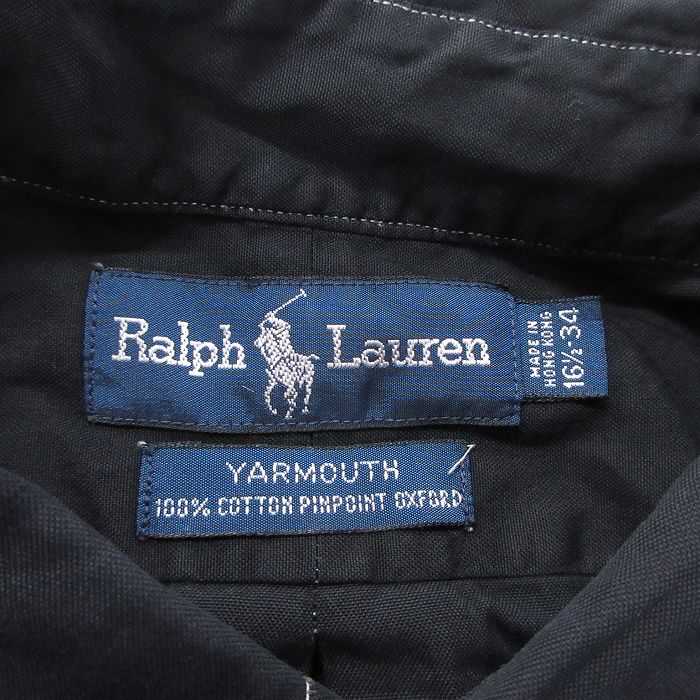 Ralph Lauren
MADE IN
HONG KONG
16½-34
YARMOUTH
100% COTTON PINPOINT OXFORD